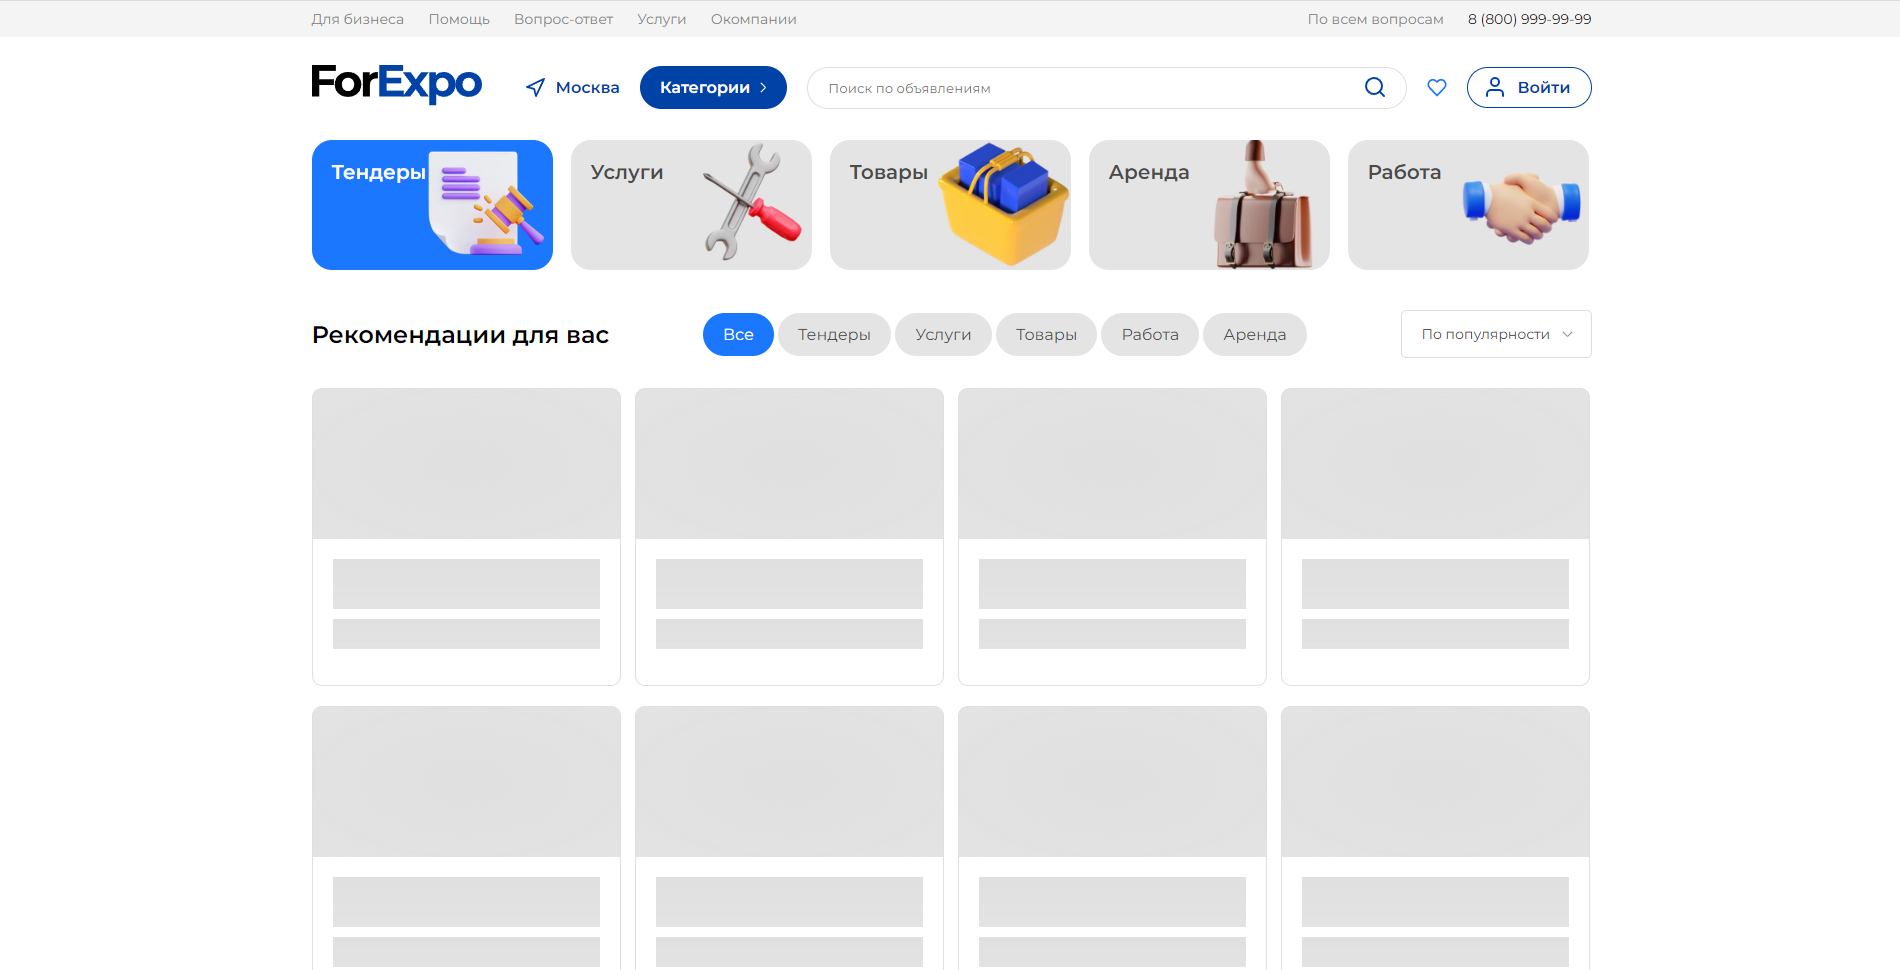 Для бизнеса Помощь Вопрос-ответ Услуги Окомпании По всем вопросам 8 (800) 999-99-99
ForExpo Москва Категории Поиск по объявлениям Войти
Тендеры Услуги Товары Аренда Работа
Рекомендации для вас Все Тендеры Услуги Товары Работа Аренда По популярности